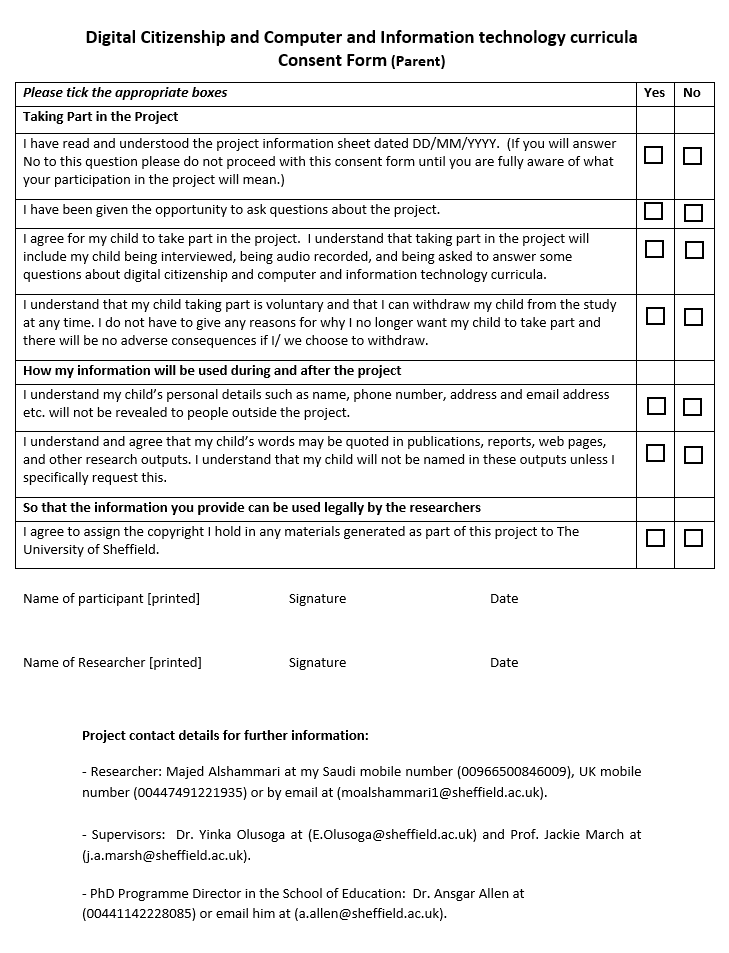 Digital Citizenship and Computer and Information technology curricula
Consent Form (Parent)
Please tick the appropriate boxes Yes No
Taking Part in the Project
I have read and understood the project information sheet dated DD/MM/YYYY.  (If you will answer
No to this question please do not proceed with this consent form until you are fully aware of what
your participation in the project will mean.)
I have been given the opportunity to ask questions about the project.
I agree for my child to take part in the project.  I understand that taking part in the project will
include my child being interviewed, being audio recorded, and being asked to answer some
questions about digital citizenship and computer and information technology curricula.
I understand that my child taking part is voluntary and that I can withdraw my child from the study
at any time. I do not have to give any reasons for why I no longer want my child to take part and
there will be no adverse consequences if I/ we choose to withdraw.
How my information will be used during and after the project
I understand my child's personal details such as name, phone number, address and email address
etc. will not be revealed to people outside the project.
I understand and agree that my child's words may be quoted in publications, reports, web pages,
and other research outputs. I understand that my child will not be named in these outputs unless I
specifically request this.
So that the information you provide can be used legally by the researchers
I agree to assign the copyright I hold in any materials generated as part of this project to The
University of Sheffield.
Name of participant [printed] Signature Date
Name of Researcher [printed] Signature Date
Project contact details for further information:
- Researcher: Majed Alshammari at my Saudi mobile number (00966500846009), UK mobile
number (00447491221935) or by email at (moalshammari1@sheffield.ac.uk).
- Supervisors:  Dr. Yinka Olusoga at (E.Olusoga@sheffield.ac.uk) and Prof. Jackie March at
(j.a.marsh@sheffield.ac.uk).
- PhD Programme Director in the School of Education:  Dr. Ansgar Allen at
(00441142228085) or email him at (a.allen@sheffield.ac.uk).